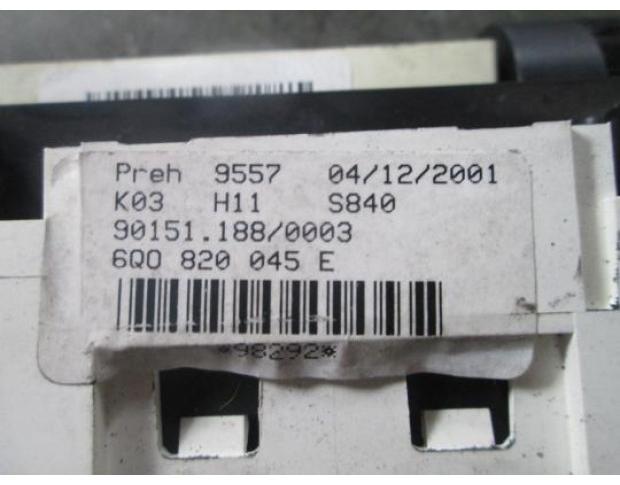 Preh 9557 04/12/2001
K03 H11 S840
90151.188/0003
6Q0 820 045 E
*98292*